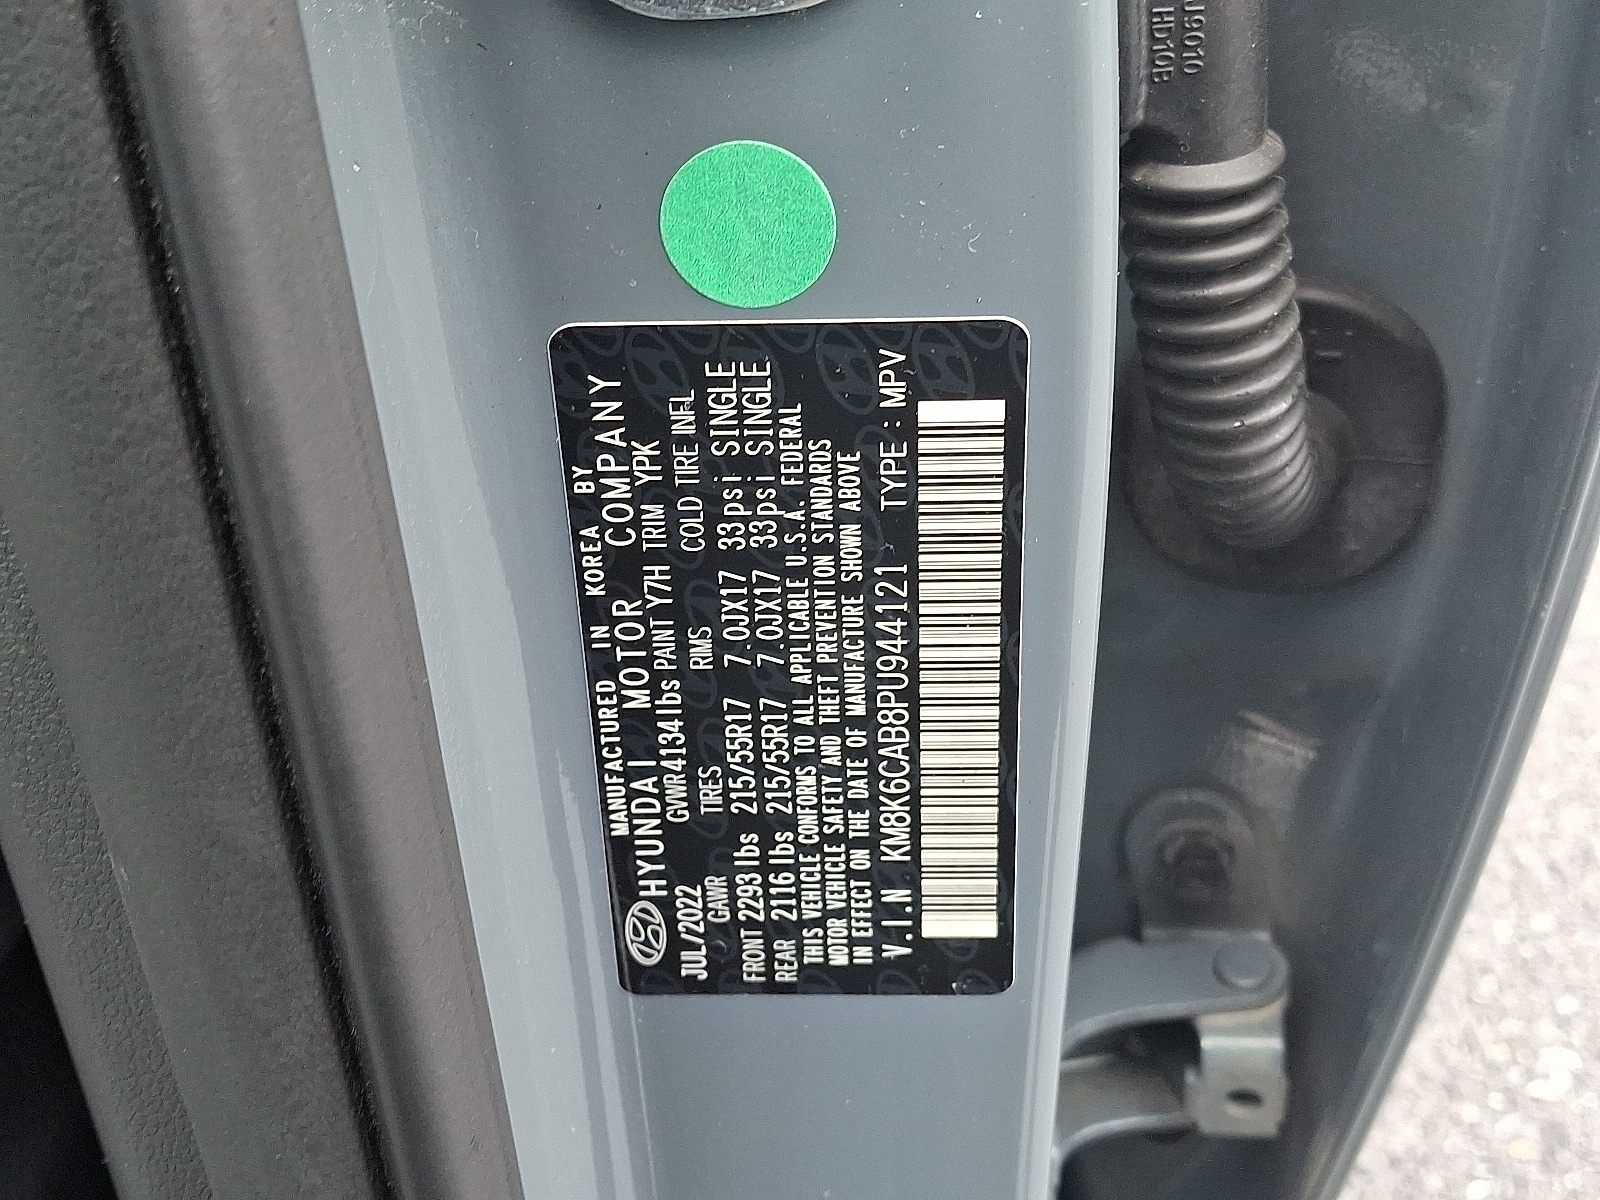 MANUFACTURED IN KOREA BY
HYUNDAI MOTOR COMPANY
JUL/2022 GVWR4134lbs PAINT Y7H TRIM YPK
GAWR TIRES RIMS COLD TIRE INFL
FRONT 2293 lbs 215/55R17 7.0JX17 33psi SINGLE
REAR 2116 lbs 215/55R17 7.0JX17 33psi SINGLE
THIS VEHICLE CONFORMS TO ALL APPLICABLE U.S.A. FEDERAL
MOTOR VEHICLE SAFETY AND THEFT PREVENTION STANDARDS
IN EFFECT ON THE DATE OF MANUFACTURE SHOWN ABOVE
V.I.N KM8K6CAB8PU944121 TYPE : MPV
J9010
HD10B